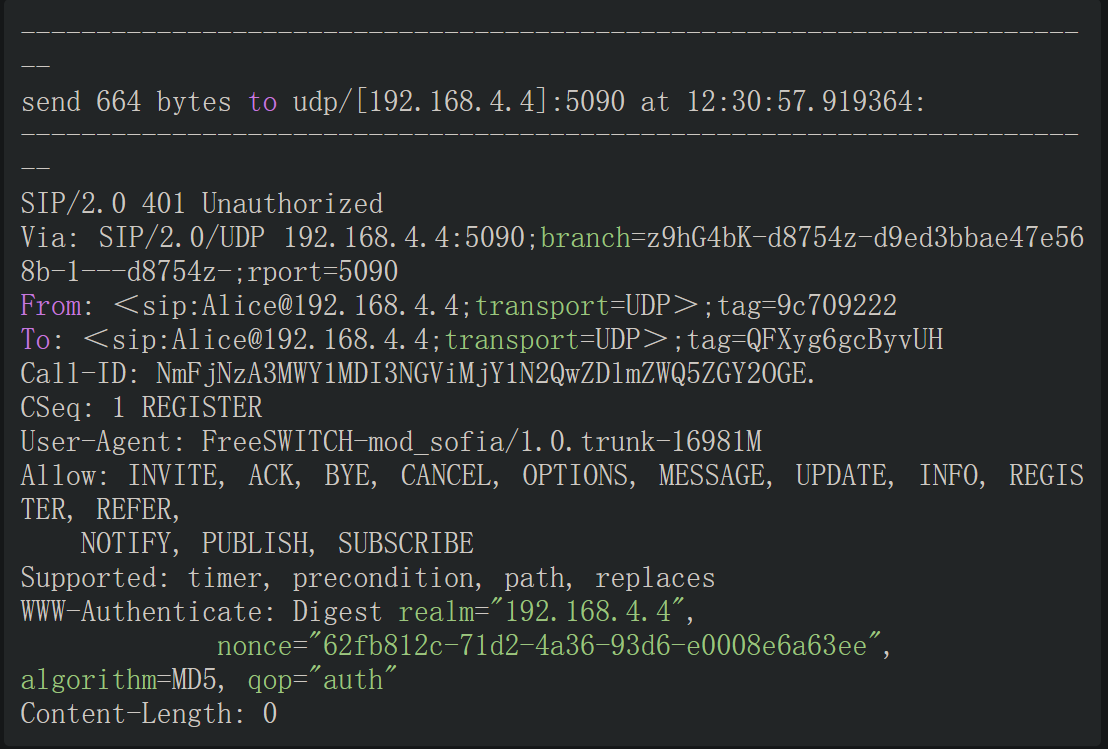 ------------------------------------------------------------------------
--
send 664 bytes to udp/[192.168.4.4]:5090 at 12:30:57.919364:
------------------------------------------------------------------------
--
SIP/2.0 401 Unauthorized
Via: SIP/2.0/UDP 192.168.4.4:5090;branch=z9hG4bK-d8754z-d9ed3bbae47e56
8b-1---d8754z-;rport=5090
From: <sip:Alice@192.168.4.4;transport=UDP>;tag=9c709222
To: <sip:Alice@192.168.4.4;transport=UDP>;tag=QFXyg6gcByvUH
Call-ID: NmFjNzA3MWY1MDI3NGViMjY1N2QwZDlmZWQ5ZGY2OGE.
CSeq: 1 REGISTER
User-Agent: FreeSWITCH-mod_sofia/1.0.trunk-16981M
Allow: INVITE, ACK, BYE, CANCEL, OPTIONS, MESSAGE, UPDATE, INFO, REGIS
TER, REFER,
    NOTIFY, PUBLISH, SUBSCRIBE
Supported: timer, precondition, path, replaces
WWW-Authenticate: Digest realm="192.168.4.4",
             nonce="62fb812c-71d2-4a36-93d6-e0008e6a63ee",
algorithm=MD5, qop="auth"
Content-Length: 0